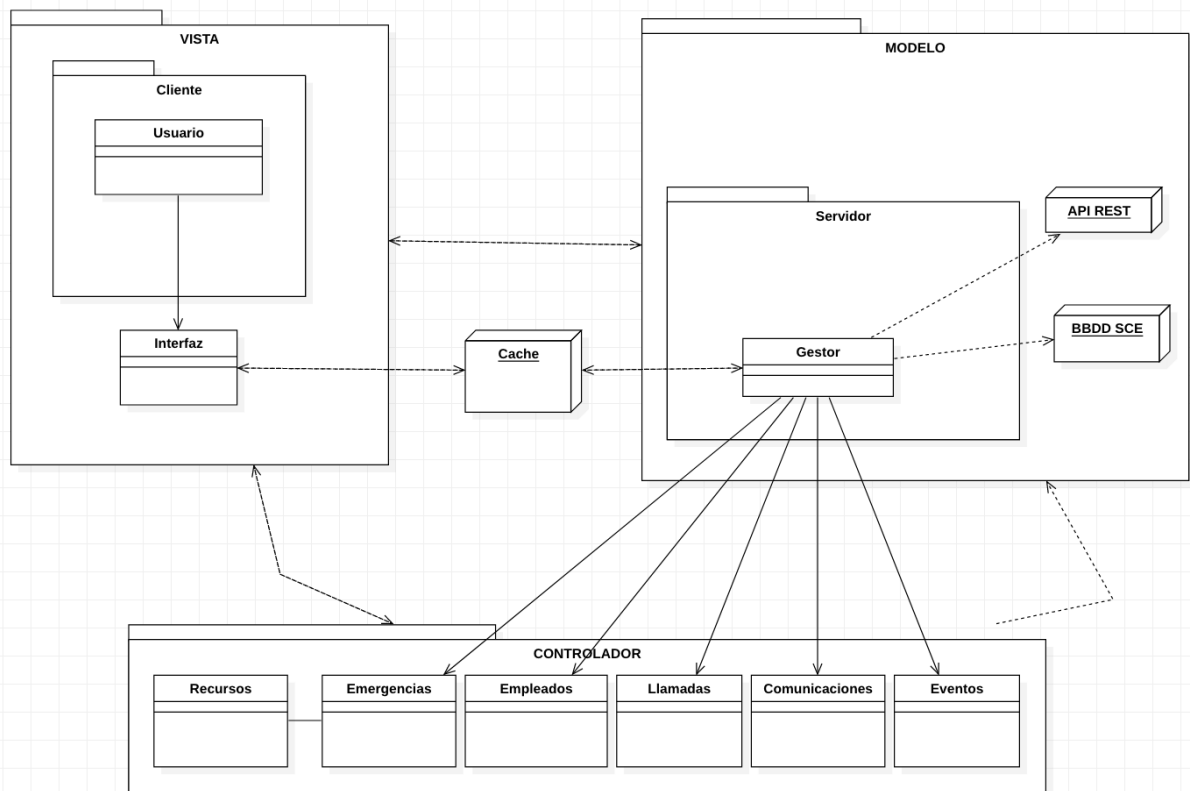 VISTA
MODELO
Cliente
Usuario
Servidor
API REST
BBDD SCE
Interfaz
Cache
Gestor
CONTROLADOR
Recursos
Emergencias
Empleados
Llamadas
Comunicaciones
Eventos